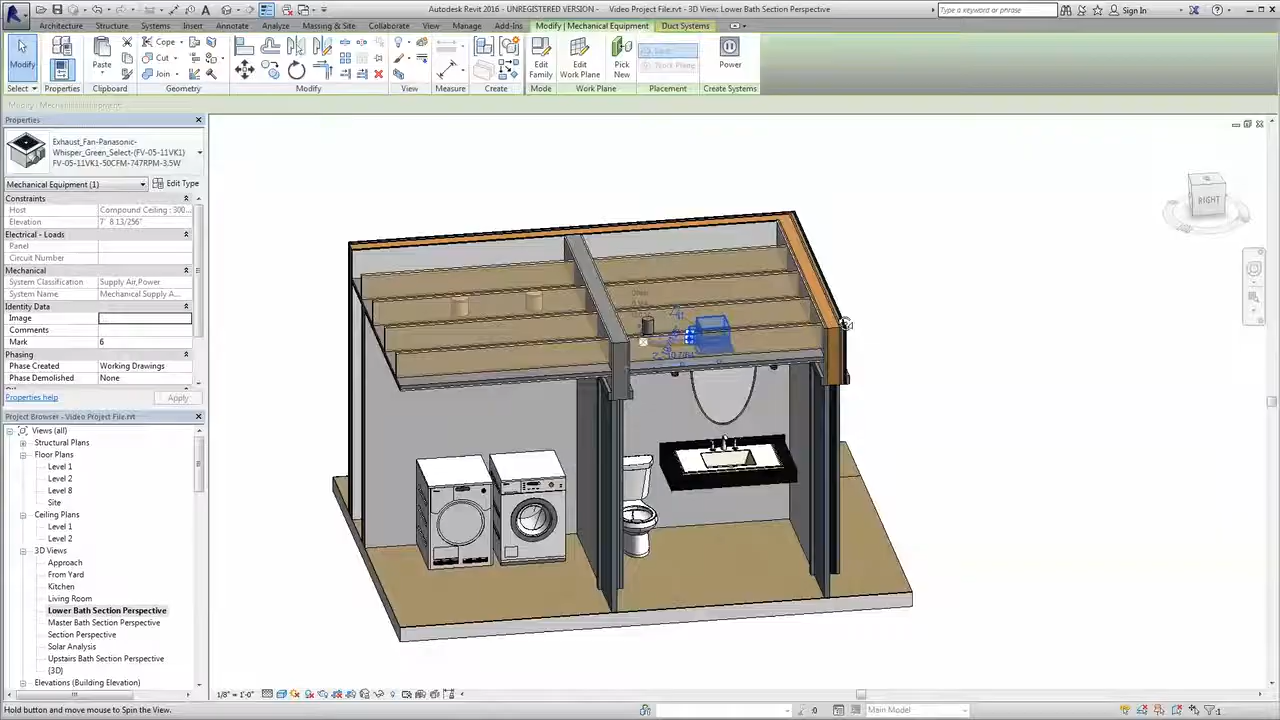 Autodesk Revit 2016 - UNREGISTERED VERSION - Video Project File.rvt - 3D View: Lower Bath Section Perspective
Type a keyword or phrase
Sign In
Architecture Structure Systems Insert Annotate Analyze Massing & Site Collaborate View Manage Add-Ins Modify | Mechanical Equipment Duct Systems
Modify
Paste
Cope
Cut
Join
Edit Family
Edit Work Plane
Pick New
Work Plane
Power
Select Properties Clipboard Geometry Modify View Measure Create Mode Work Plane Placement Create Systems
Modify | Mechanical Equipment
Properties
Exhaust_Fan-Panasonic-
Whisper_Green_Select-(FV-05-11VK1)
FV-05-11VK1-50CFM-747RPM-3.5W
Mechanical Equipment (1)
Edit Type
Constraints
Host Compound Ceiling : 300...
Elevation 7' 8 13/256"
Electrical - Loads
Panel
Circuit Number
Mechanical
System Classification Supply Air,Power
System Name Mechanical Supply A...
Identity Data
Image
Comments
Mark 6
Phasing
Phase Created Working Drawings
Phase Demolished None
Properties help
Apply
Project Browser - Video Project File.rvt
Views (all)
Structural Plans
Floor Plans
Level 1
Level 2
Level 8
Site
Ceiling Plans
Level 1
Level 2
3D Views
Approach
From Yard
Kitchen
Living Room
Lower Bath Section Perspective
Master Bath Section Perspective
Section Perspective
Solar Analysis
Upstairs Bath Section Perspective
{3D}
Elevations (Building Elevation)
RIGHT
1/8" = 1'-0"
Hold button and move mouse to Spin the View.
:0
Main Model